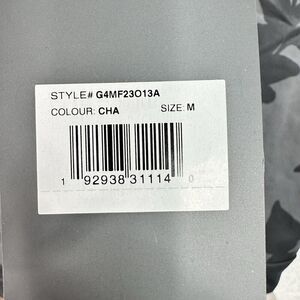 STYLE# G4MF23O13A
COLOUR: CHA SIZE: M
1 92938 31114 0